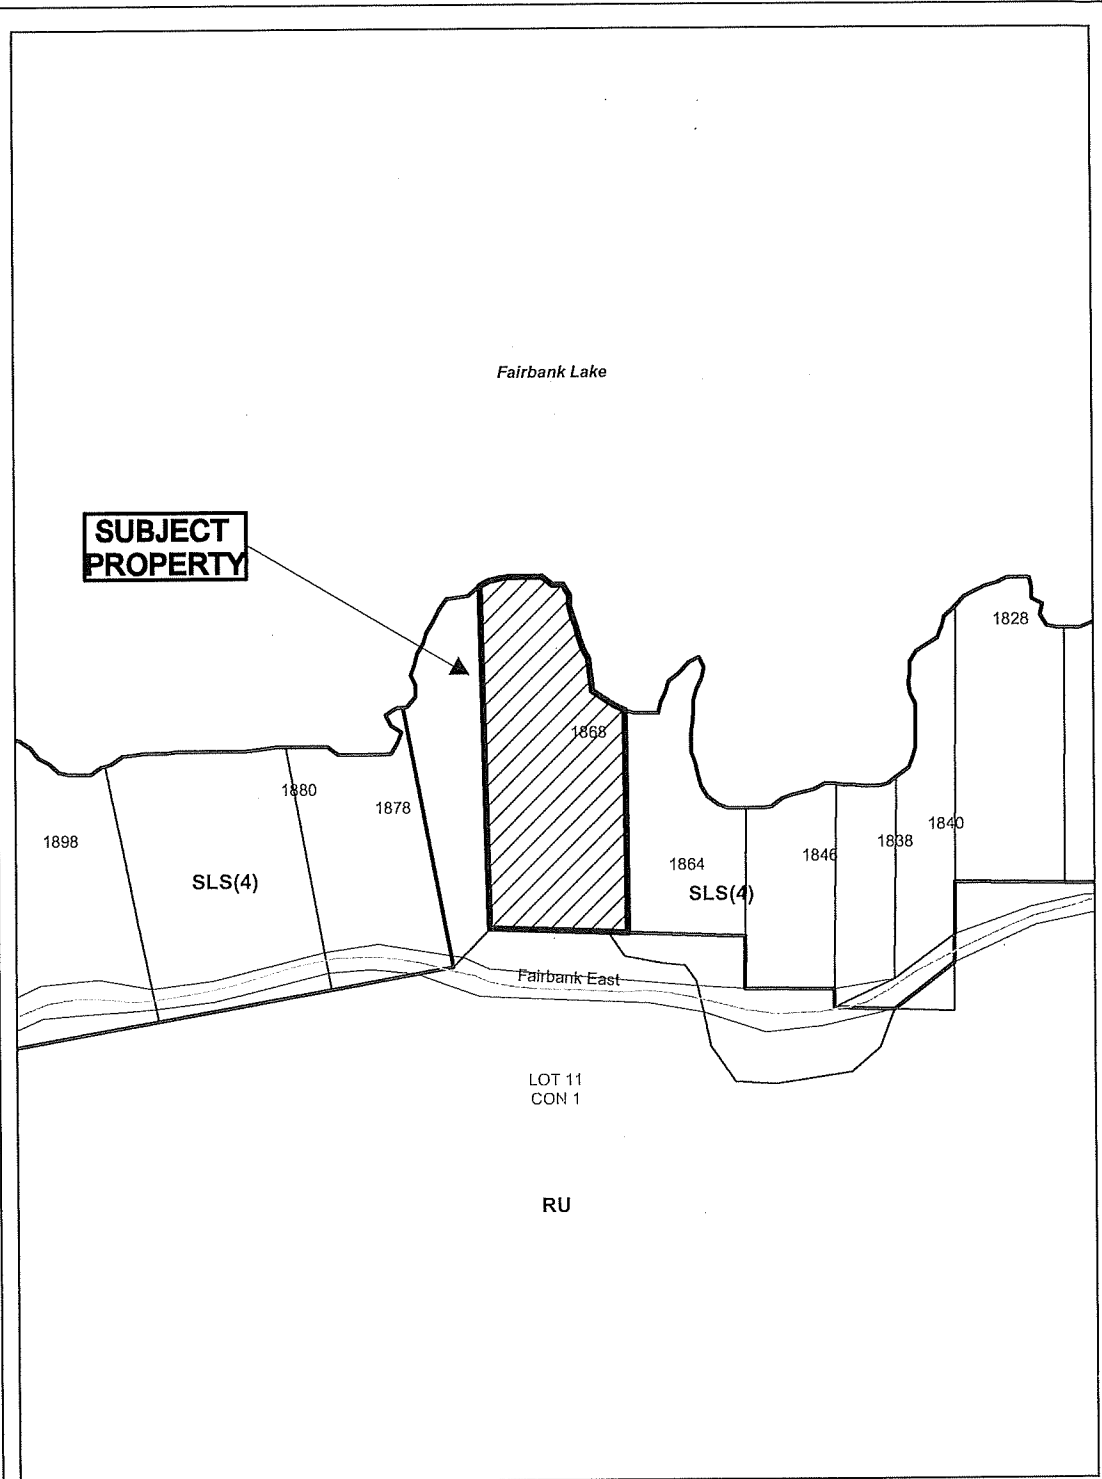 Fairbank Lake
SUBJECT
PROPERTY
1828
1868
1880
1878
1898
1864
1846
1838
1840
SLS(4)
SLS(4)
Fairbank East
LOT 11
CON 1
RU